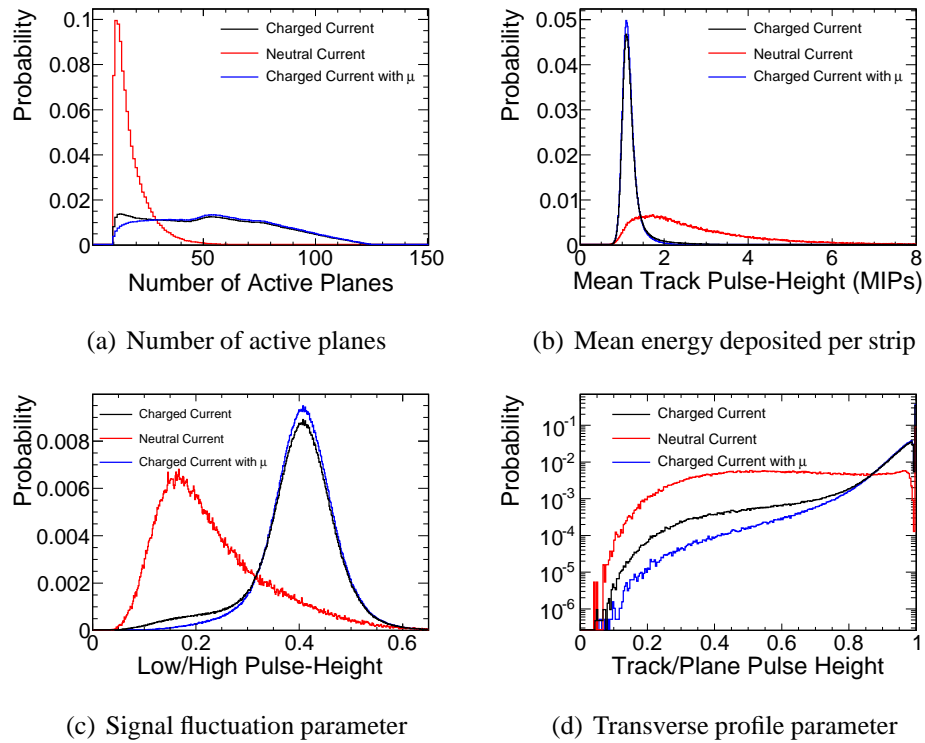 Probability
0.1
0.08
0.06
0.04
0.02
0
50
100
150
Number of Active Planes
Charged Current
Neutral Current
Charged Current with μ
(a) Number of active planes
Probability
0.05
0.04
0.03
0.02
0.01
0
0
2
4
6
8
Mean Track Pulse-Height (MIPs)
Charged Current
Neutral Current
Charged Current with μ
(b) Mean energy deposited per strip
Probability
0.008
0.006
0.004
0.002
0
0
0.2
0.4
0.6
Low/High Pulse-Height
Charged Current
Neutral Current
Charged Current with μ
(c) Signal fluctuation parameter
Probability
10-1
10-2
10-3
10-4
10-5
10-6
0
0.2
0.4
0.6
0.8
1
Track/Plane Pulse Height
Charged Current
Neutral Current
Charged Current with μ
(d) Transverse profile parameter